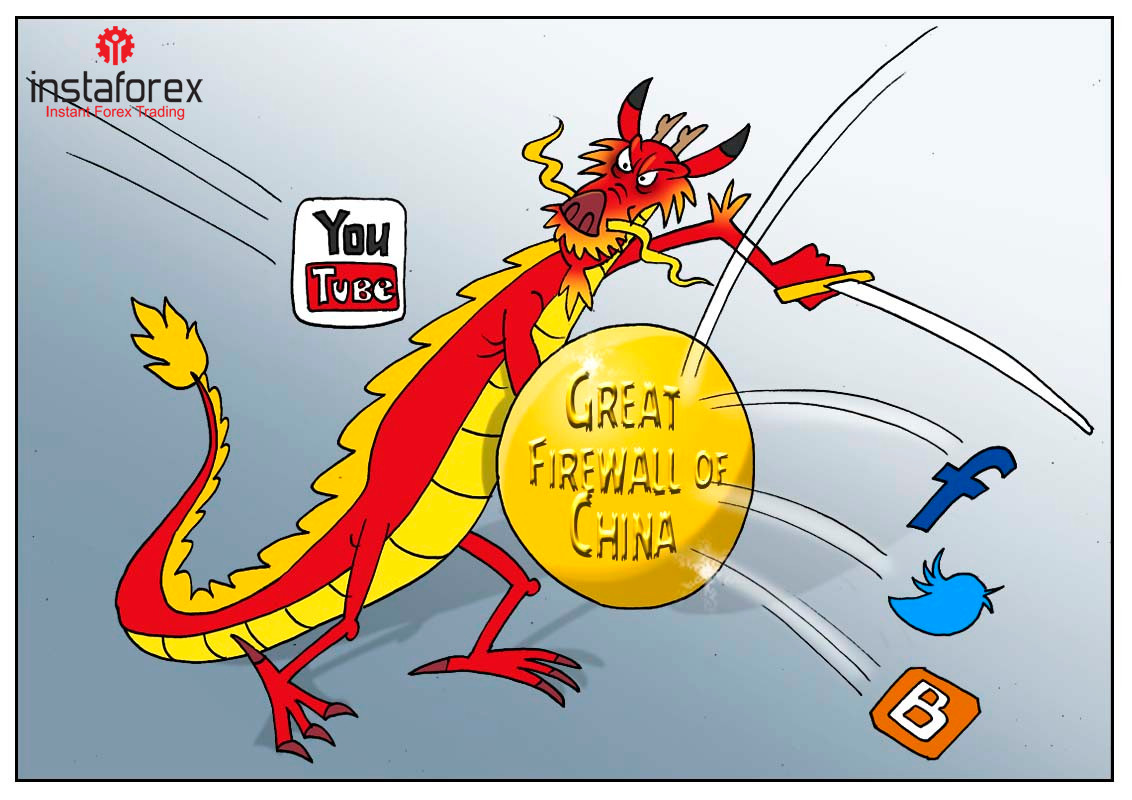 instaforex
Instant Forex Trading
YOU
TUBE
GREAT
FIREWALL OF
CHINA
f
B